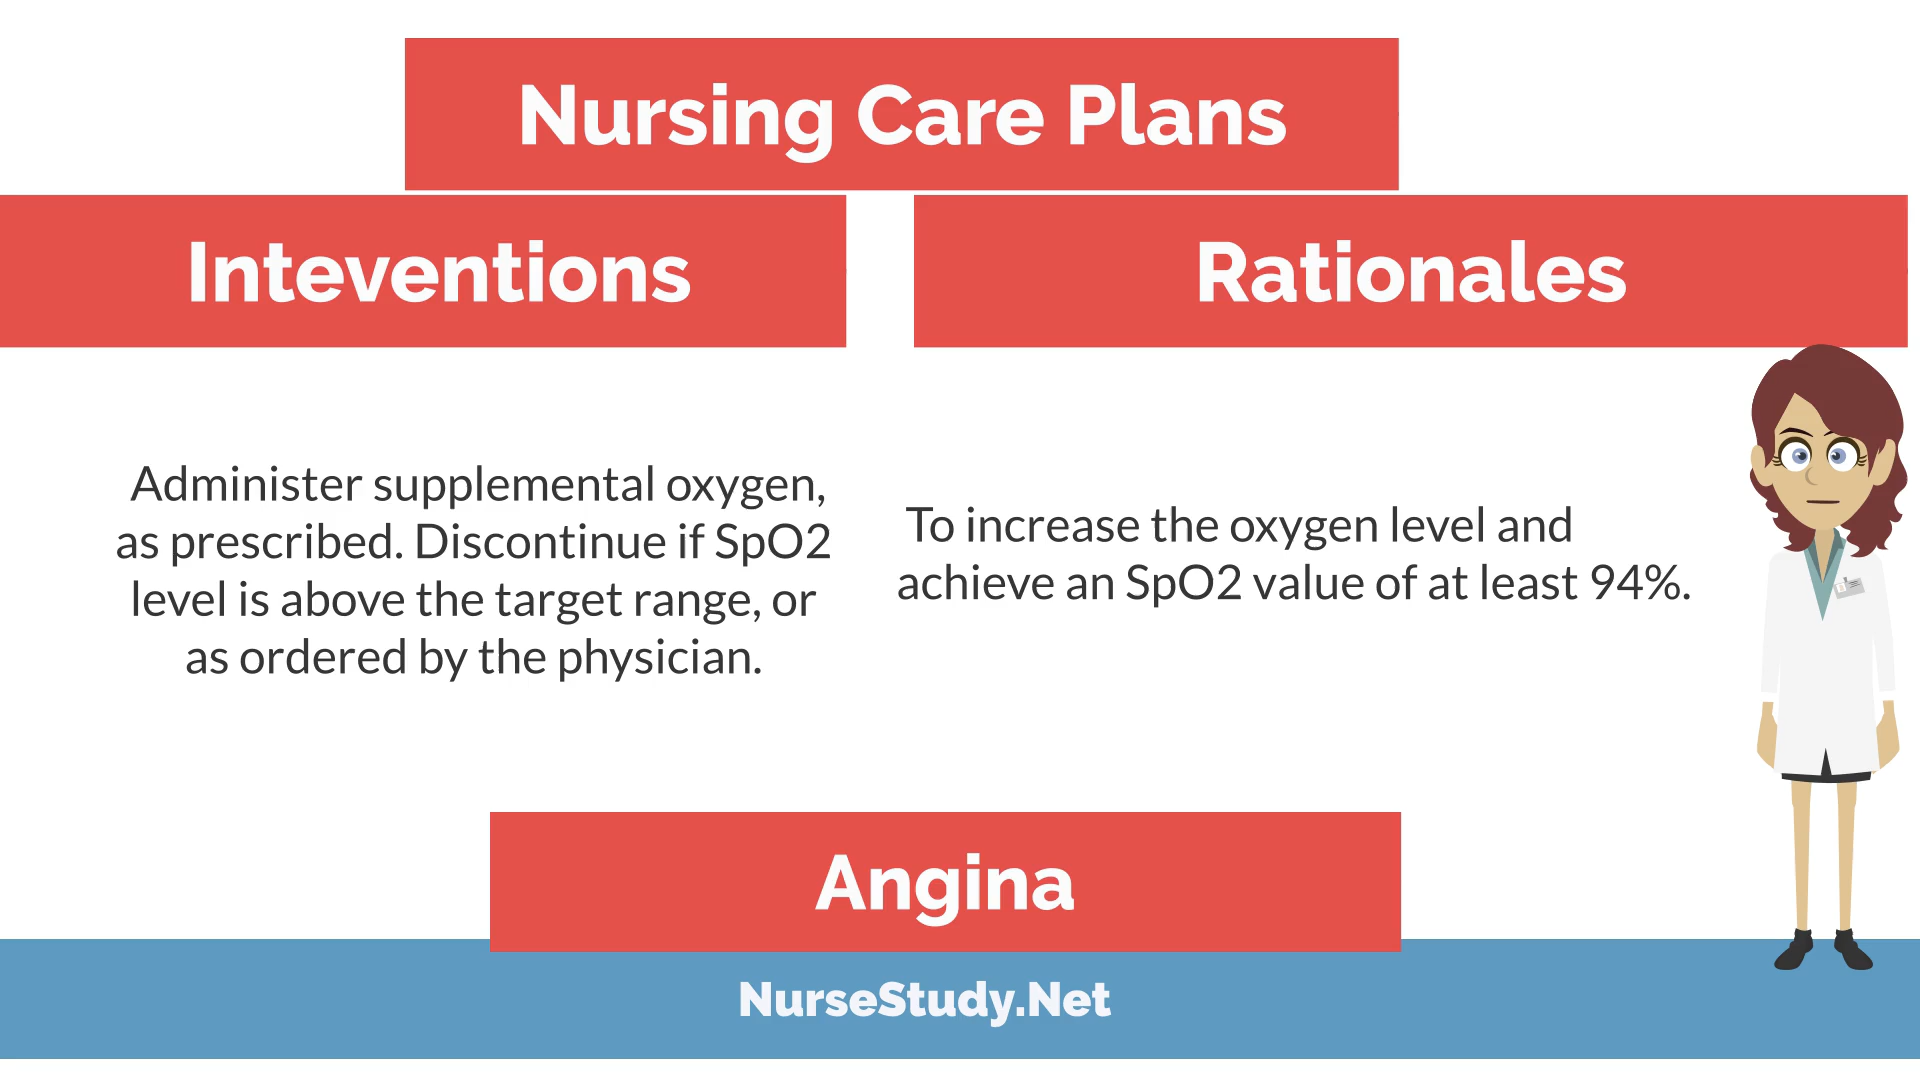 Nursing Care Plans
Inteventions
Rationales
Administer supplemental oxygen,
as prescribed. Discontinue if SpO2
level is above the target range, or
as ordered by the physician.
To increase the oxygen level and
achieve an SpO2 value of at least 94%.
Angina
NurseStudy.Net